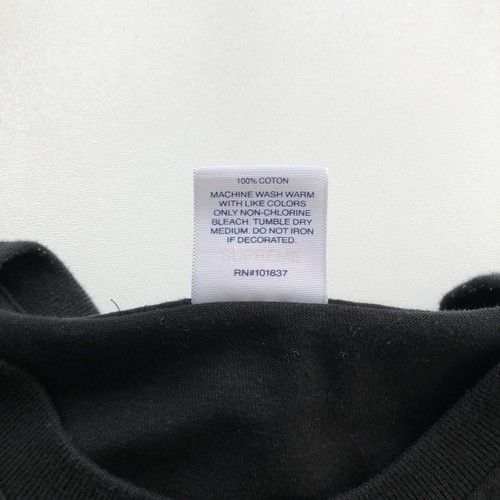 100% COTON
MACHINE WASH WARM
WITH LIKE COLORS
ONLY NON-CHLORINE
BLEACH. TUMBLE DRY
MEDIUM. DO NOT IRON
IF DECORATED.
SUPREME
RN#101837